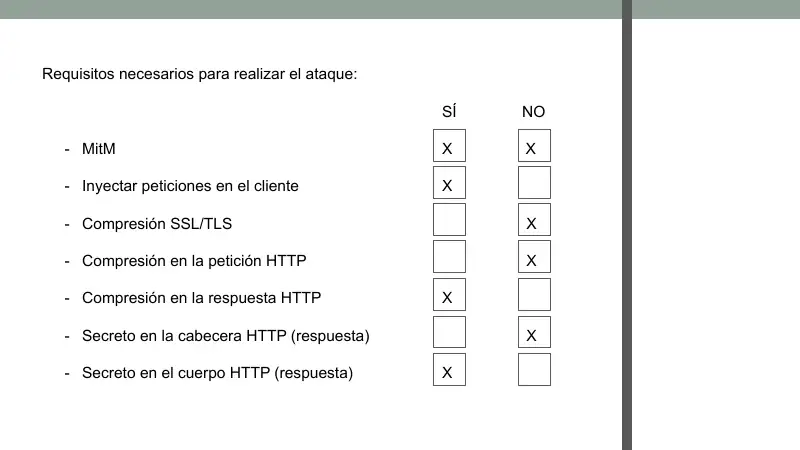 Requisitos necesarios para realizar el ataque:
SÍ NO
- MitM X X
- Inyectar peticiones en el cliente X
- Compresión SSL/TLS X
- Compresión en la petición HTTP X
- Compresión en la respuesta HTTP X
- Secreto en la cabecera HTTP (respuesta) X
- Secreto en el cuerpo HTTP (respuesta) X